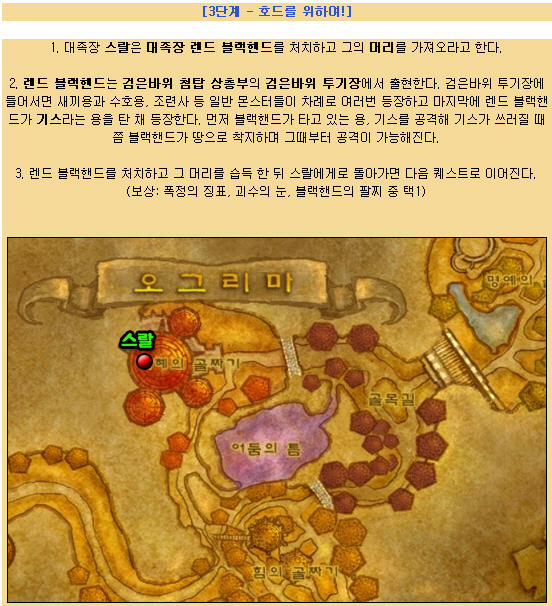 [3단계 - 호드를 위하여!]
1. 대족장 스랄은 대족장 렌드 블랙핸드를 처치하고 그의 머리를 가져오라고 한다.
2. 렌드 블랙핸드는 검은바위 첨탑 상층부의 검은바위 투기장에서 출현한다. 검은바위 투기장에
들어서면 새끼용과 수호용, 조련사 등 일반 몬스터들이 차례로 여러번 등장하고 마지막에 렌드 블랙핸
드가 기스라는 용을 탄 채 등장한다. 먼저 블랙핸드가 타고 있는 용, 기스를 공격해 기스가 쓰러질 때
쯤 블랙핸드가 땅으로 착지하며 그때부터 공격이 가능해진다.
3. 렌드 블랙핸드를 처치하고 그 머리를 습득 한 뒤 스랄에게로 돌아가면 다음 퀘스트로 이어진다.
(보상: 폭정의 징표, 괴수의 눈, 블랙핸드의 팔찌 중 택1)
오그리마
명예의 골
스랄
혜의 골짜기
골목길
어둠의 틈
힘의 골짜기